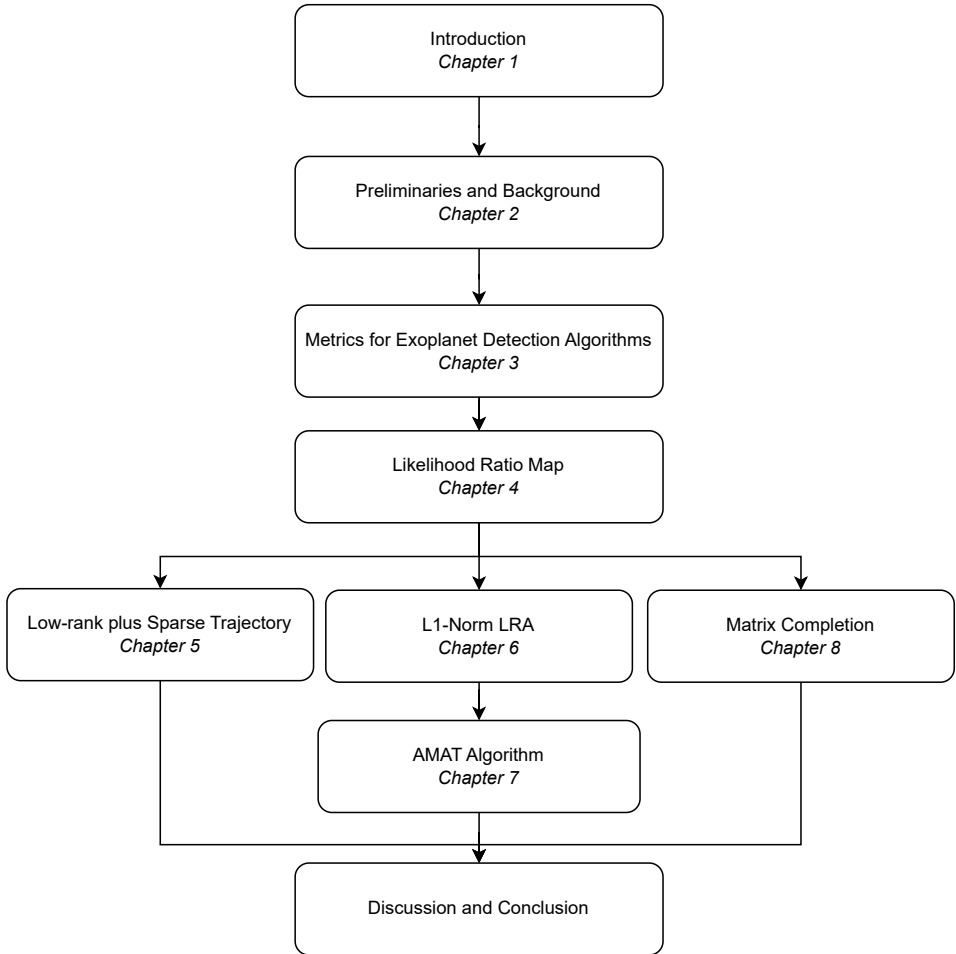 Introduction
Chapter 1
Preliminaries and Background
Chapter 2
Metrics for Exoplanet Detection Algorithms
Chapter 3
Likelihood Ratio Map
Chapter 4
Low-rank plus Sparse Trajectory
Chapter 5
L1-Norm LRA
Chapter 6
Matrix Completion
Chapter 8
AMAT Algorithm
Chapter 7
Discussion and Conclusion